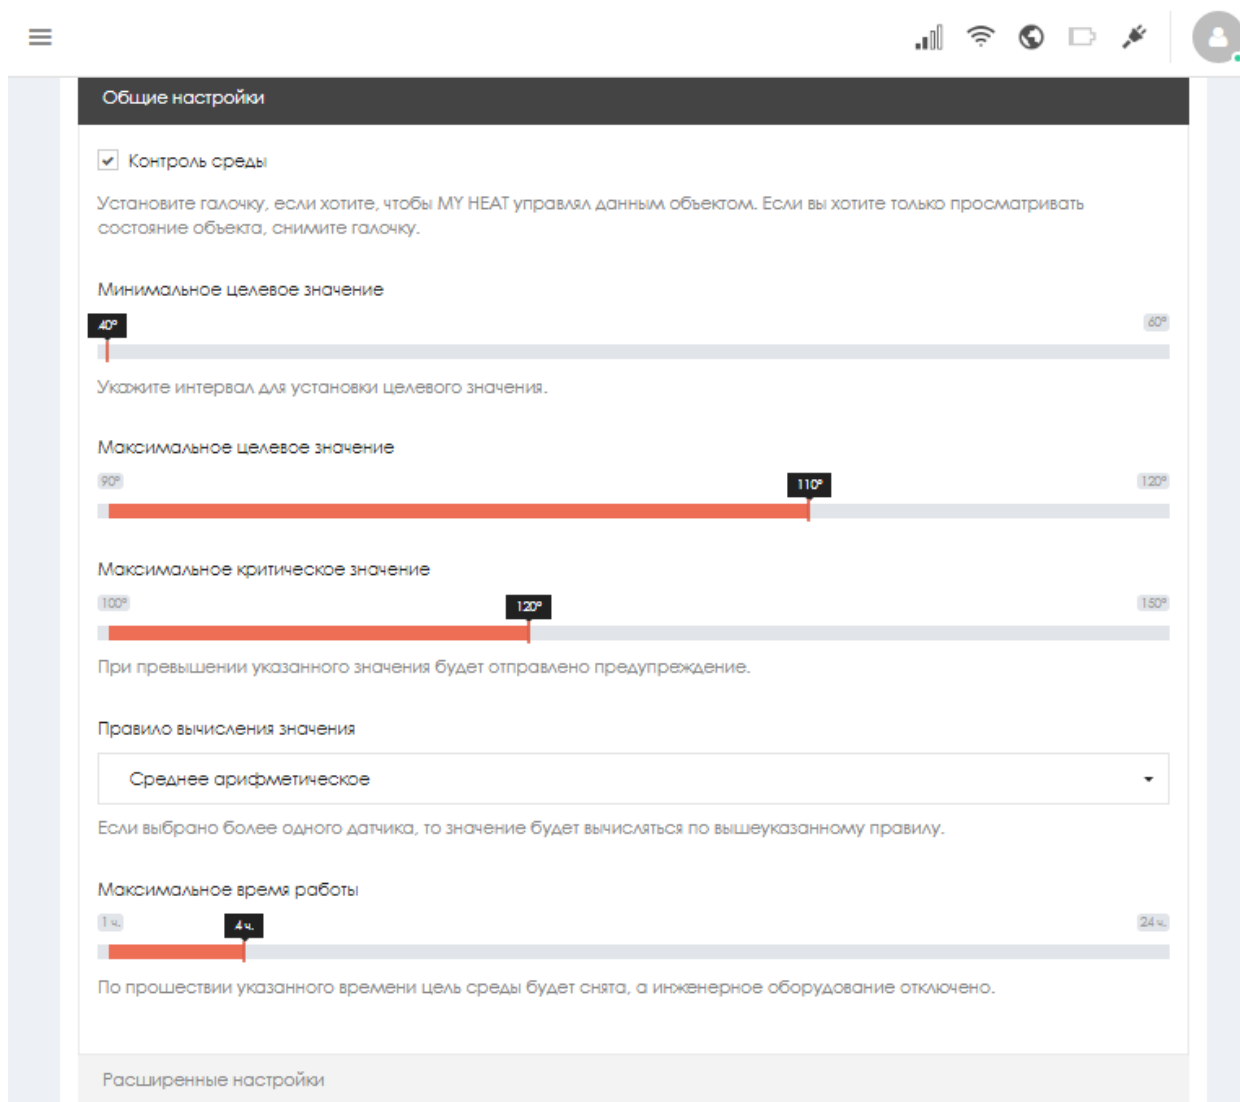 Общие настройки
Контроль среды
Установите галочку, если хотите, чтобы MY HEAT управлял данным объектом. Если вы хотите только просматривать
состояние объекта, снимите галочку.
Минимальное целевое значение
40°
60°
Укажите интервал для установки целевого значения.
Максимальное целевое значение
90°
110°
120°
Максимальное критическое значение
100°
120°
150°
При превышении указанного значения будет отправлено предупреждение.
Правило вычисления значения
Среднее арифметическое
Если выбрано более одного датчика, то значение будет вычисляться по вышеуказанному правилу.
Максимальное время работы
1 ч.
4 ч.
24 ч.
По прошествии указанного времени цель среды будет снята, а инженерное оборудование отключено.
Расширенные настройки